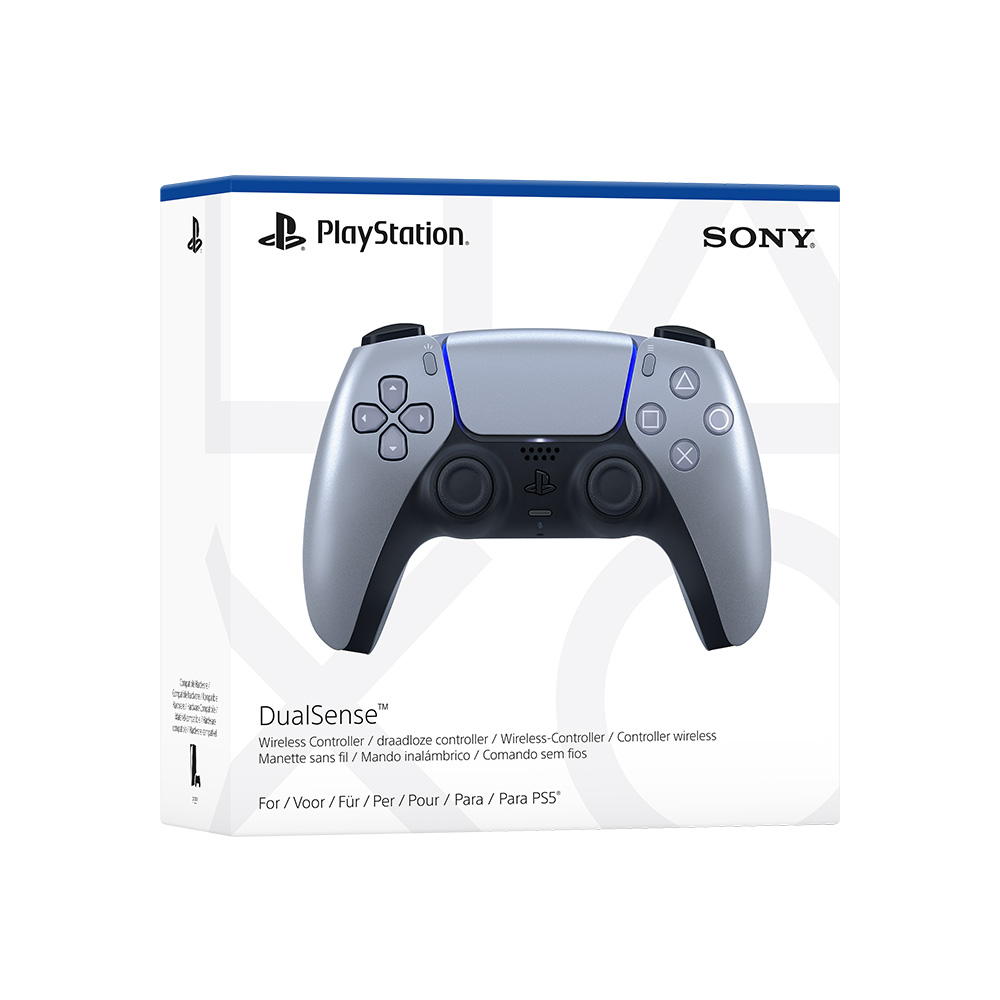 PlayStation®
SONY®
DualSense™
Wireless Controller / draadloze controller / Wireless-Controller / Controller wireless
Manette sans fil / Mando inalámbrico / Comando sem fios
For / Voor / Für / Per / Pour / Para / Para PS5®